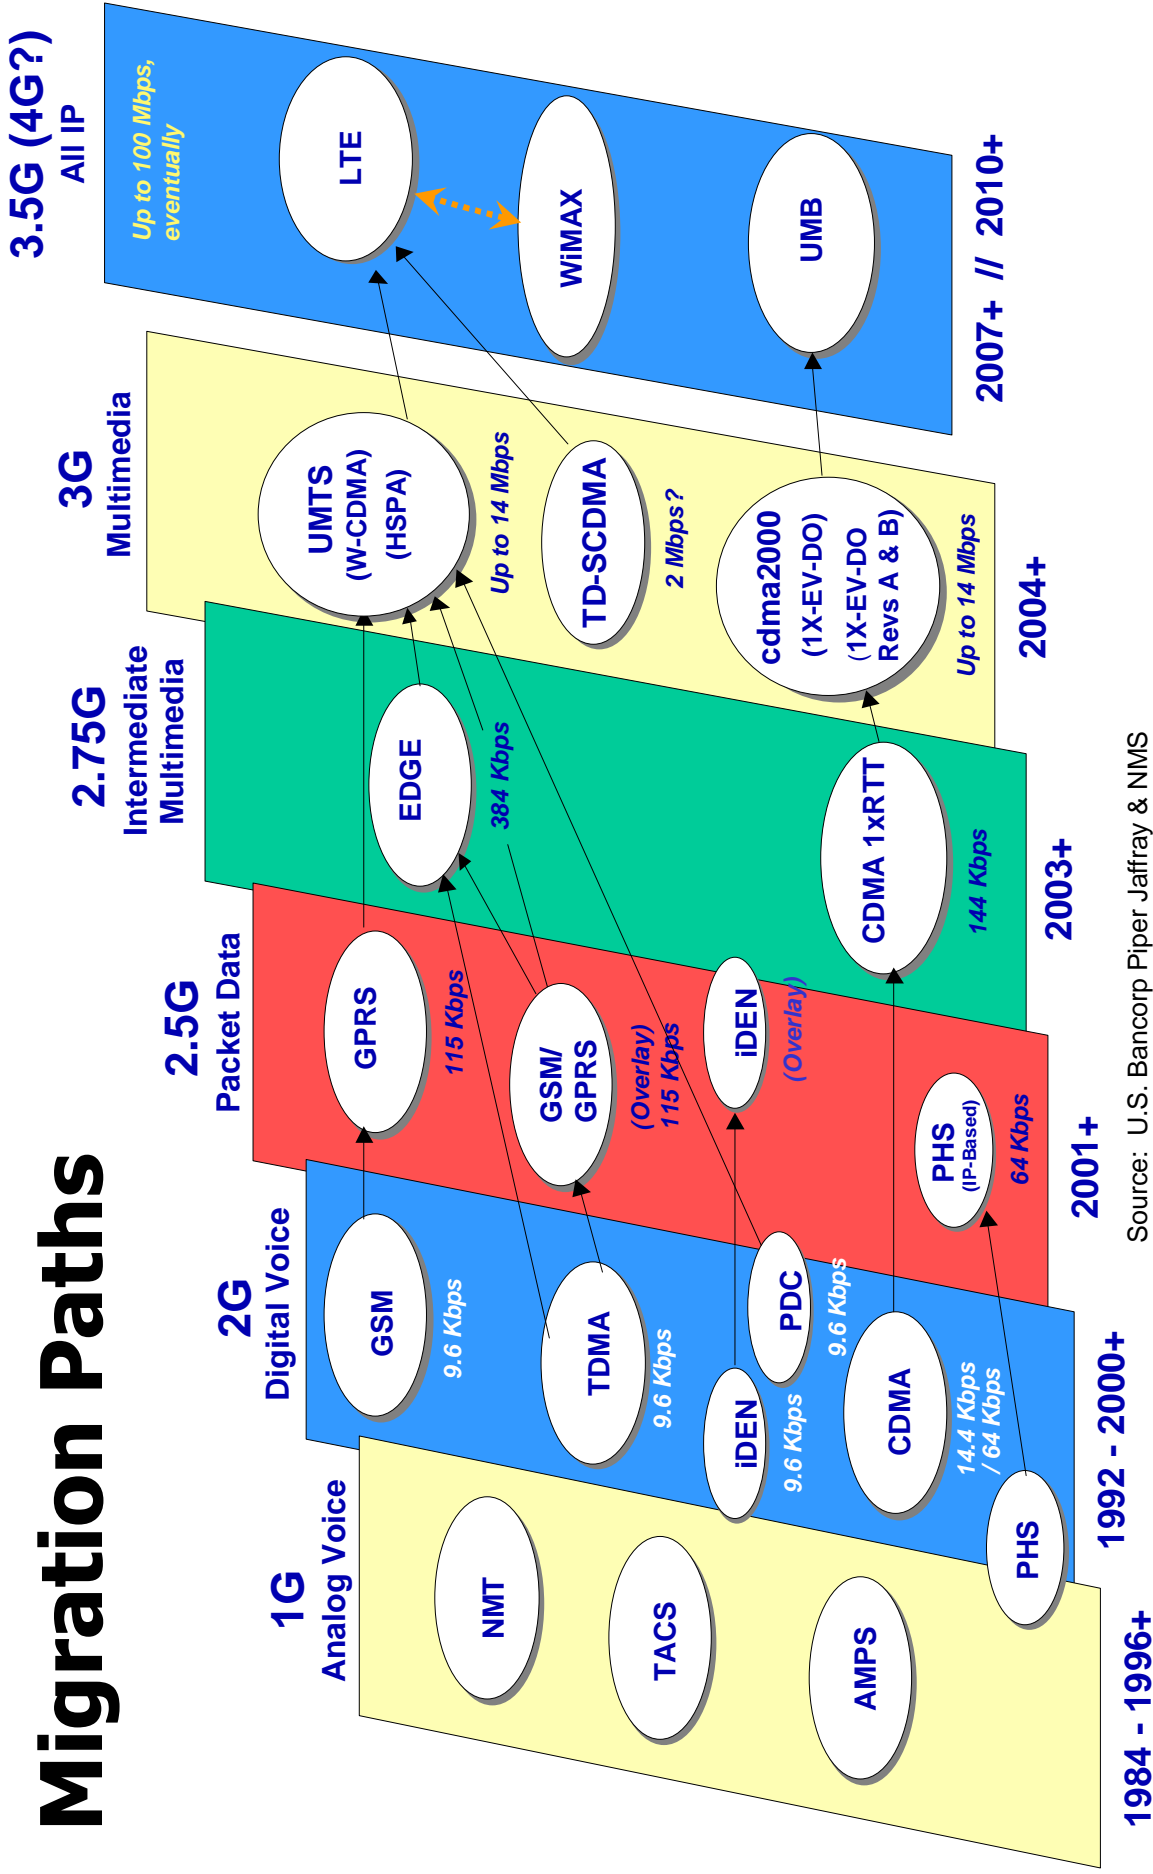 Migration Paths
1G
Analog Voice
NMT
TACS
AMPS
1984 - 1996+
2G
Digital Voice
GSM
9.6 Kbps
TDMA
9.6 Kbps
iDEN
9.6 Kbps
PDC
9.6 Kbps
CDMA
14.4 Kbps
/ 64 Kbps
PHS
1992 - 2000+
2.5G
Packet Data
GPRS
115 Kbps
GSM/
GPRS
(Overlay)
115 Kbps
iDEN
(Overlay)
PHS
(IP-Based)
64 Kbps
2001+
2.75G
Intermediate
Multimedia
EDGE
384 Kbps
CDMA 1xRTT
144 Kbps
2003+
3G
Multimedia
UMTS
(W-CDMA)
(HSPA)
Up to 14 Mbps
TD-SCDMA
2 Mbps?
cdma2000
(1X-EV-DO)
(1X-EV-DO
Revs A & B)
Up to 14 Mbps
2004+
3.5G (4G?)
All IP
Up to 100 Mbps,
eventually
LTE
WiMAX
UMB
2007+ // 2010+
Source: U.S. Bancorp Piper Jaffray & NMS